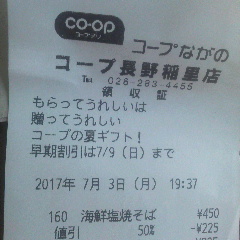 CO-OP
コープながの
コープ長野稲里店
TEL 026-283-4455
領収証
もらってうれしいは
贈ってうれしい
コープの夏ギフト!
早期割引は7/9(日)まで
2017年 7月 3日(月) 19:37
160 海鮮塩焼そば ¥450
値引 50% -¥225